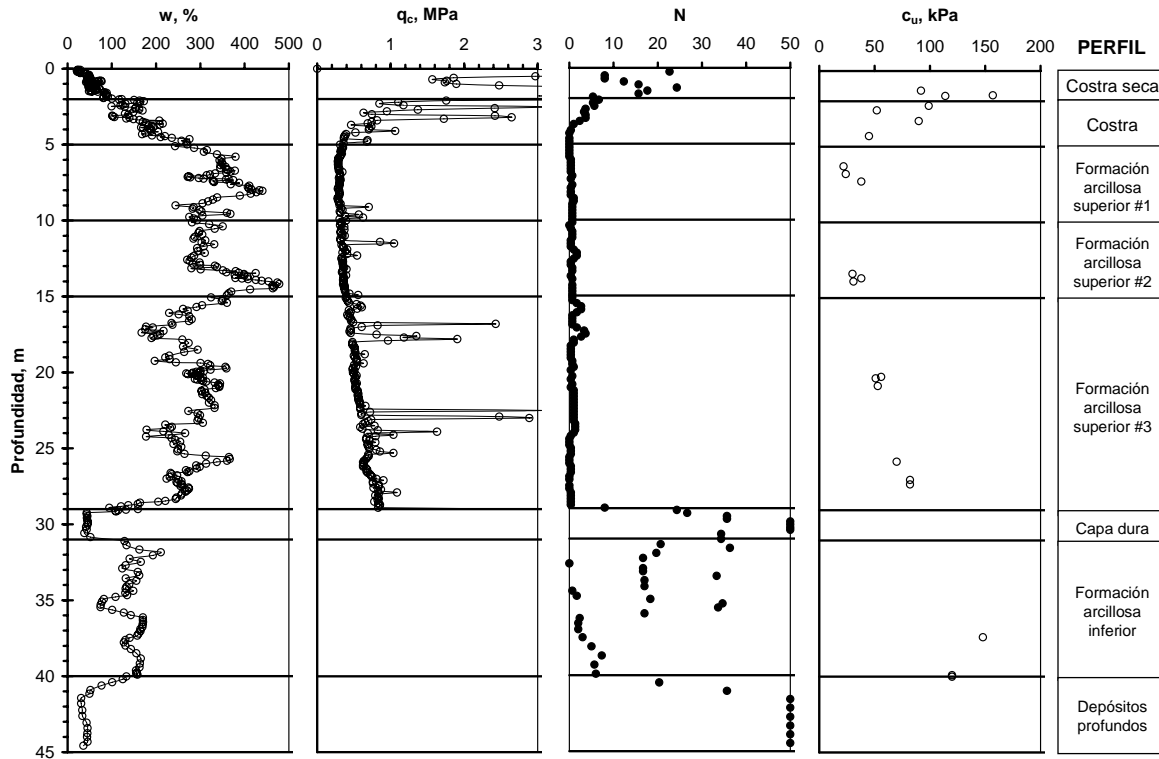 w, %
0 100 200 300 400 500
q_c, MPa
0 1 2 3
N
0 10 20 30 40 50
c_u, kPa
0 50 100 150 200
PERFIL
Profundidad, m
0
5
10
15
20
25
30
35
40
45
Costra seca
Costra
Formación
arcillosa
superior #1
Formación
arcillosa
superior #2
Formación
arcillosa
superior #3
Capa dura
Formación
arcillosa
inferior
Depósitos
profundos